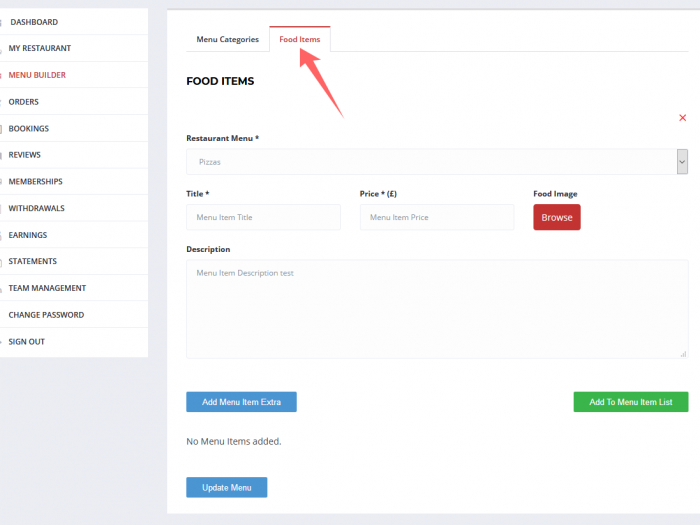 DASHBOARD
MY RESTAURANT
MENU BUILDER
ORDERS
BOOKINGS
REVIEWS
MEMBERSHIPS
WITHDRAWALS
EARNINGS
STATEMENTS
TEAM MANAGEMENT
CHANGE PASSWORD
SIGN OUT
Menu Categories Food Items
FOOD ITEMS
Restaurant Menu *
Pizzas
Title * Price * (£) Food Image
Menu Item Title Menu Item Price Browse
Description
Menu Item Description test
Add Menu Item Extra Add To Menu Item List
No Menu Items added.
Update Menu